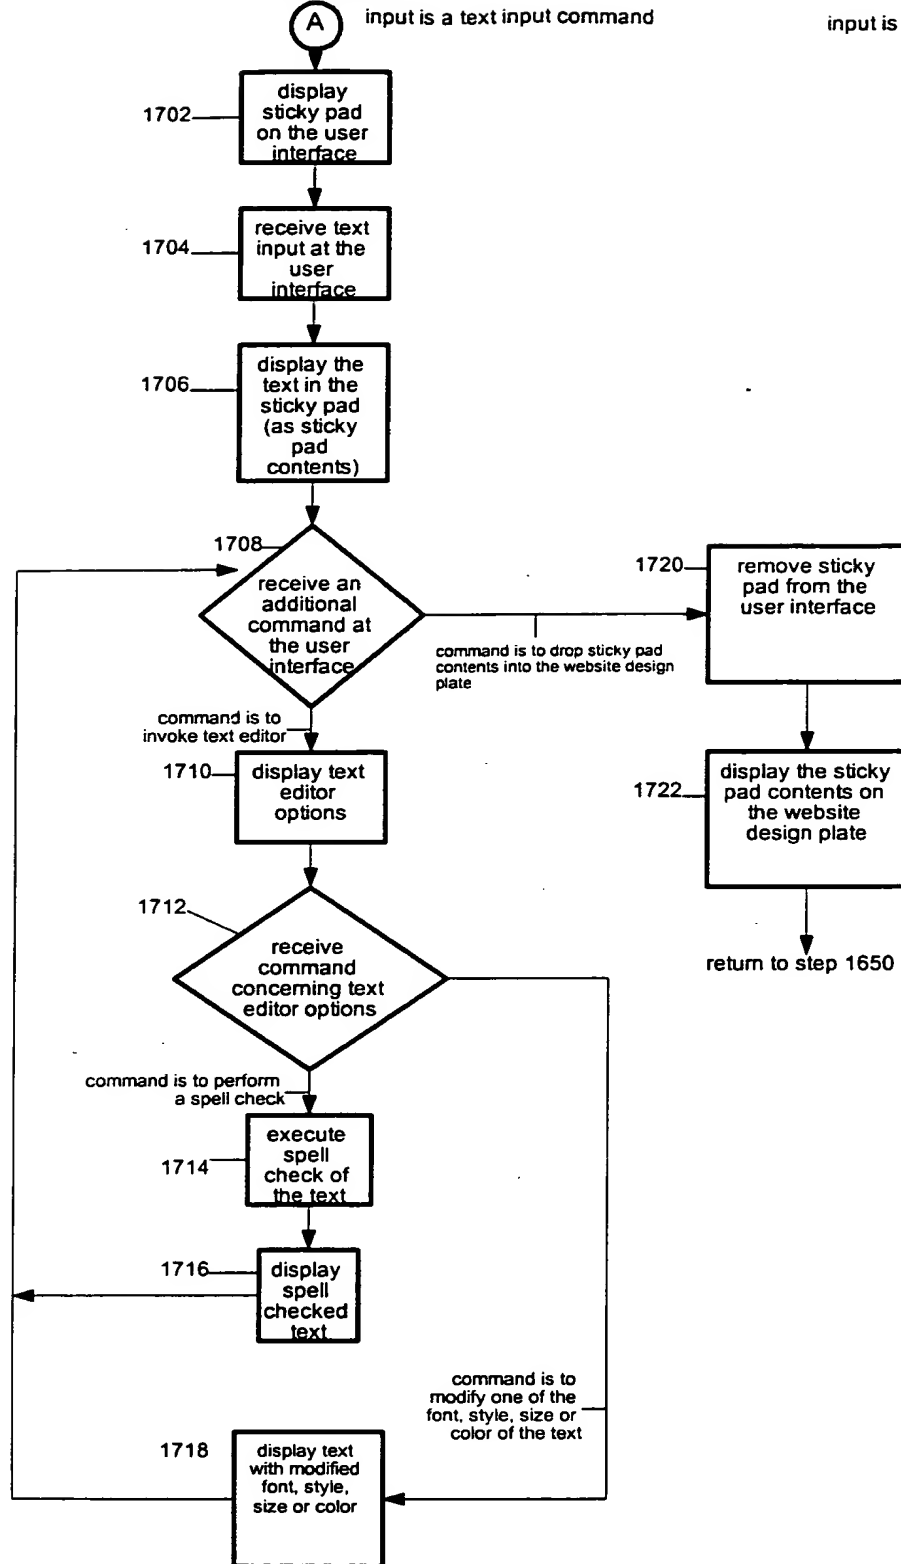 A
input is a text input command
input is
1702
display
sticky pad
on the user
interface
1704
receive text
input at the
user
interface
1706
display the
text in the
sticky pad
(as sticky
pad
contents)
1708
receive an
additional
command at
the user
interface
command is to drop sticky pad
contents into the website design
plate
1720
remove sticky
pad from the
user interface
command is to
invoke text editor
1710
display text
editor
options
1722
display the sticky
pad contents on
the website
design plate
return to step 1650
1712
receive
command
concerning text
editor options
command is to perform
a spell check
1714
execute
spell
check of
the text
1716
display
spell
checked
text
command is to
modify one of the
font, style, size or
color of the text
1718
display text
with modified
font, style,
size or color